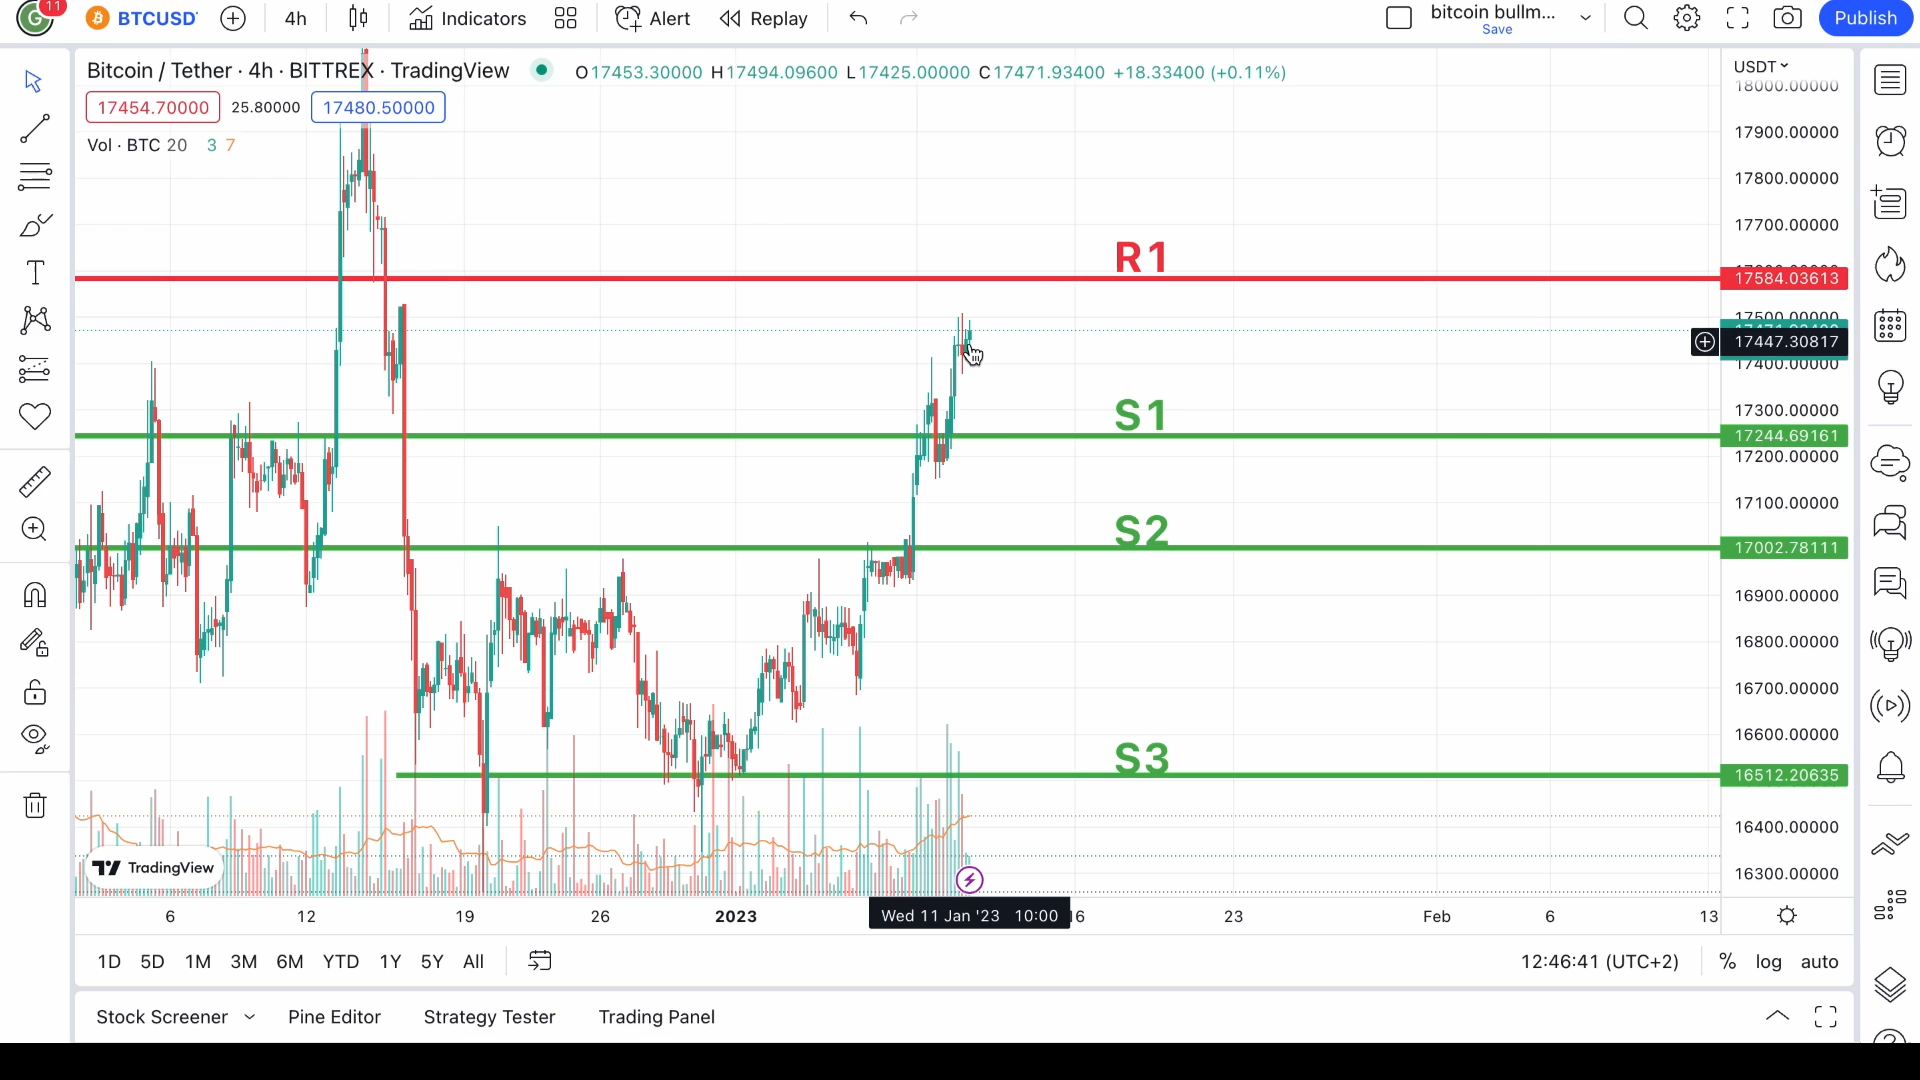 11
G
BTCUSD
4h
Indicators
Alert
Replay
bitcoin bullm...
Save
Publish
Bitcoin / Tether · 4h · BITTREX · TradingView
O17453.30000 H17494.09600 L17425.00000 C17471.93400 +18.33400 (+0.11%)
USDT
17454.70000
25.80000
17480.50000
Vol · BTC 20 3 7
18000.00000
17900.00000
17800.00000
17700.00000
R1
17584.03613
17500.00000
17447.30817
17400.00000
17300.00000
S1
17244.69161
17200.00000
17100.00000
S2
17002.78111
16900.00000
16800.00000
16700.00000
16600.00000
S3
16512.20635
16400.00000
16300.00000
TradingView
6
12
19
26
2023
Wed 11 Jan '23 10:00
16
23
Feb
6
13
1D 5D 1M 3M 6M YTD 1Y 5Y All
12:46:41 (UTC+2)
% log auto
Stock Screener
Pine Editor
Strategy Tester
Trading Panel